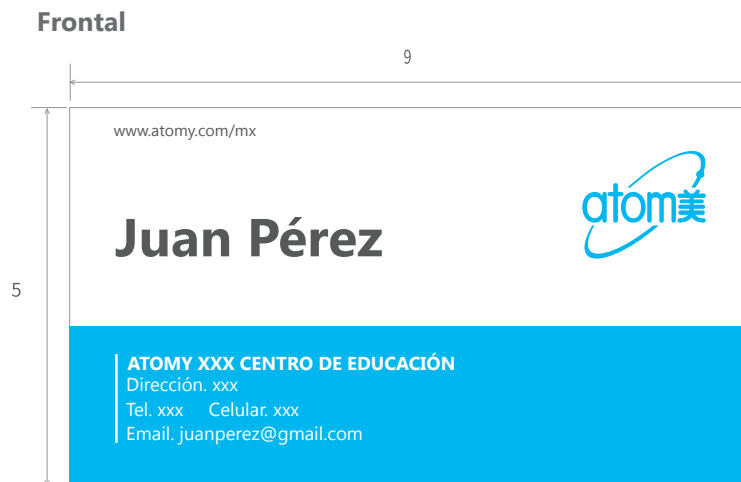 Frontal
9
www.atomy.com/mx
atom美
Juan Pérez
5
ATOMY XXX CENTRO DE EDUCACIÓN
Dirección. xxx
Tel. xxx Celular. xxx
Email. juanperez@gmail.com